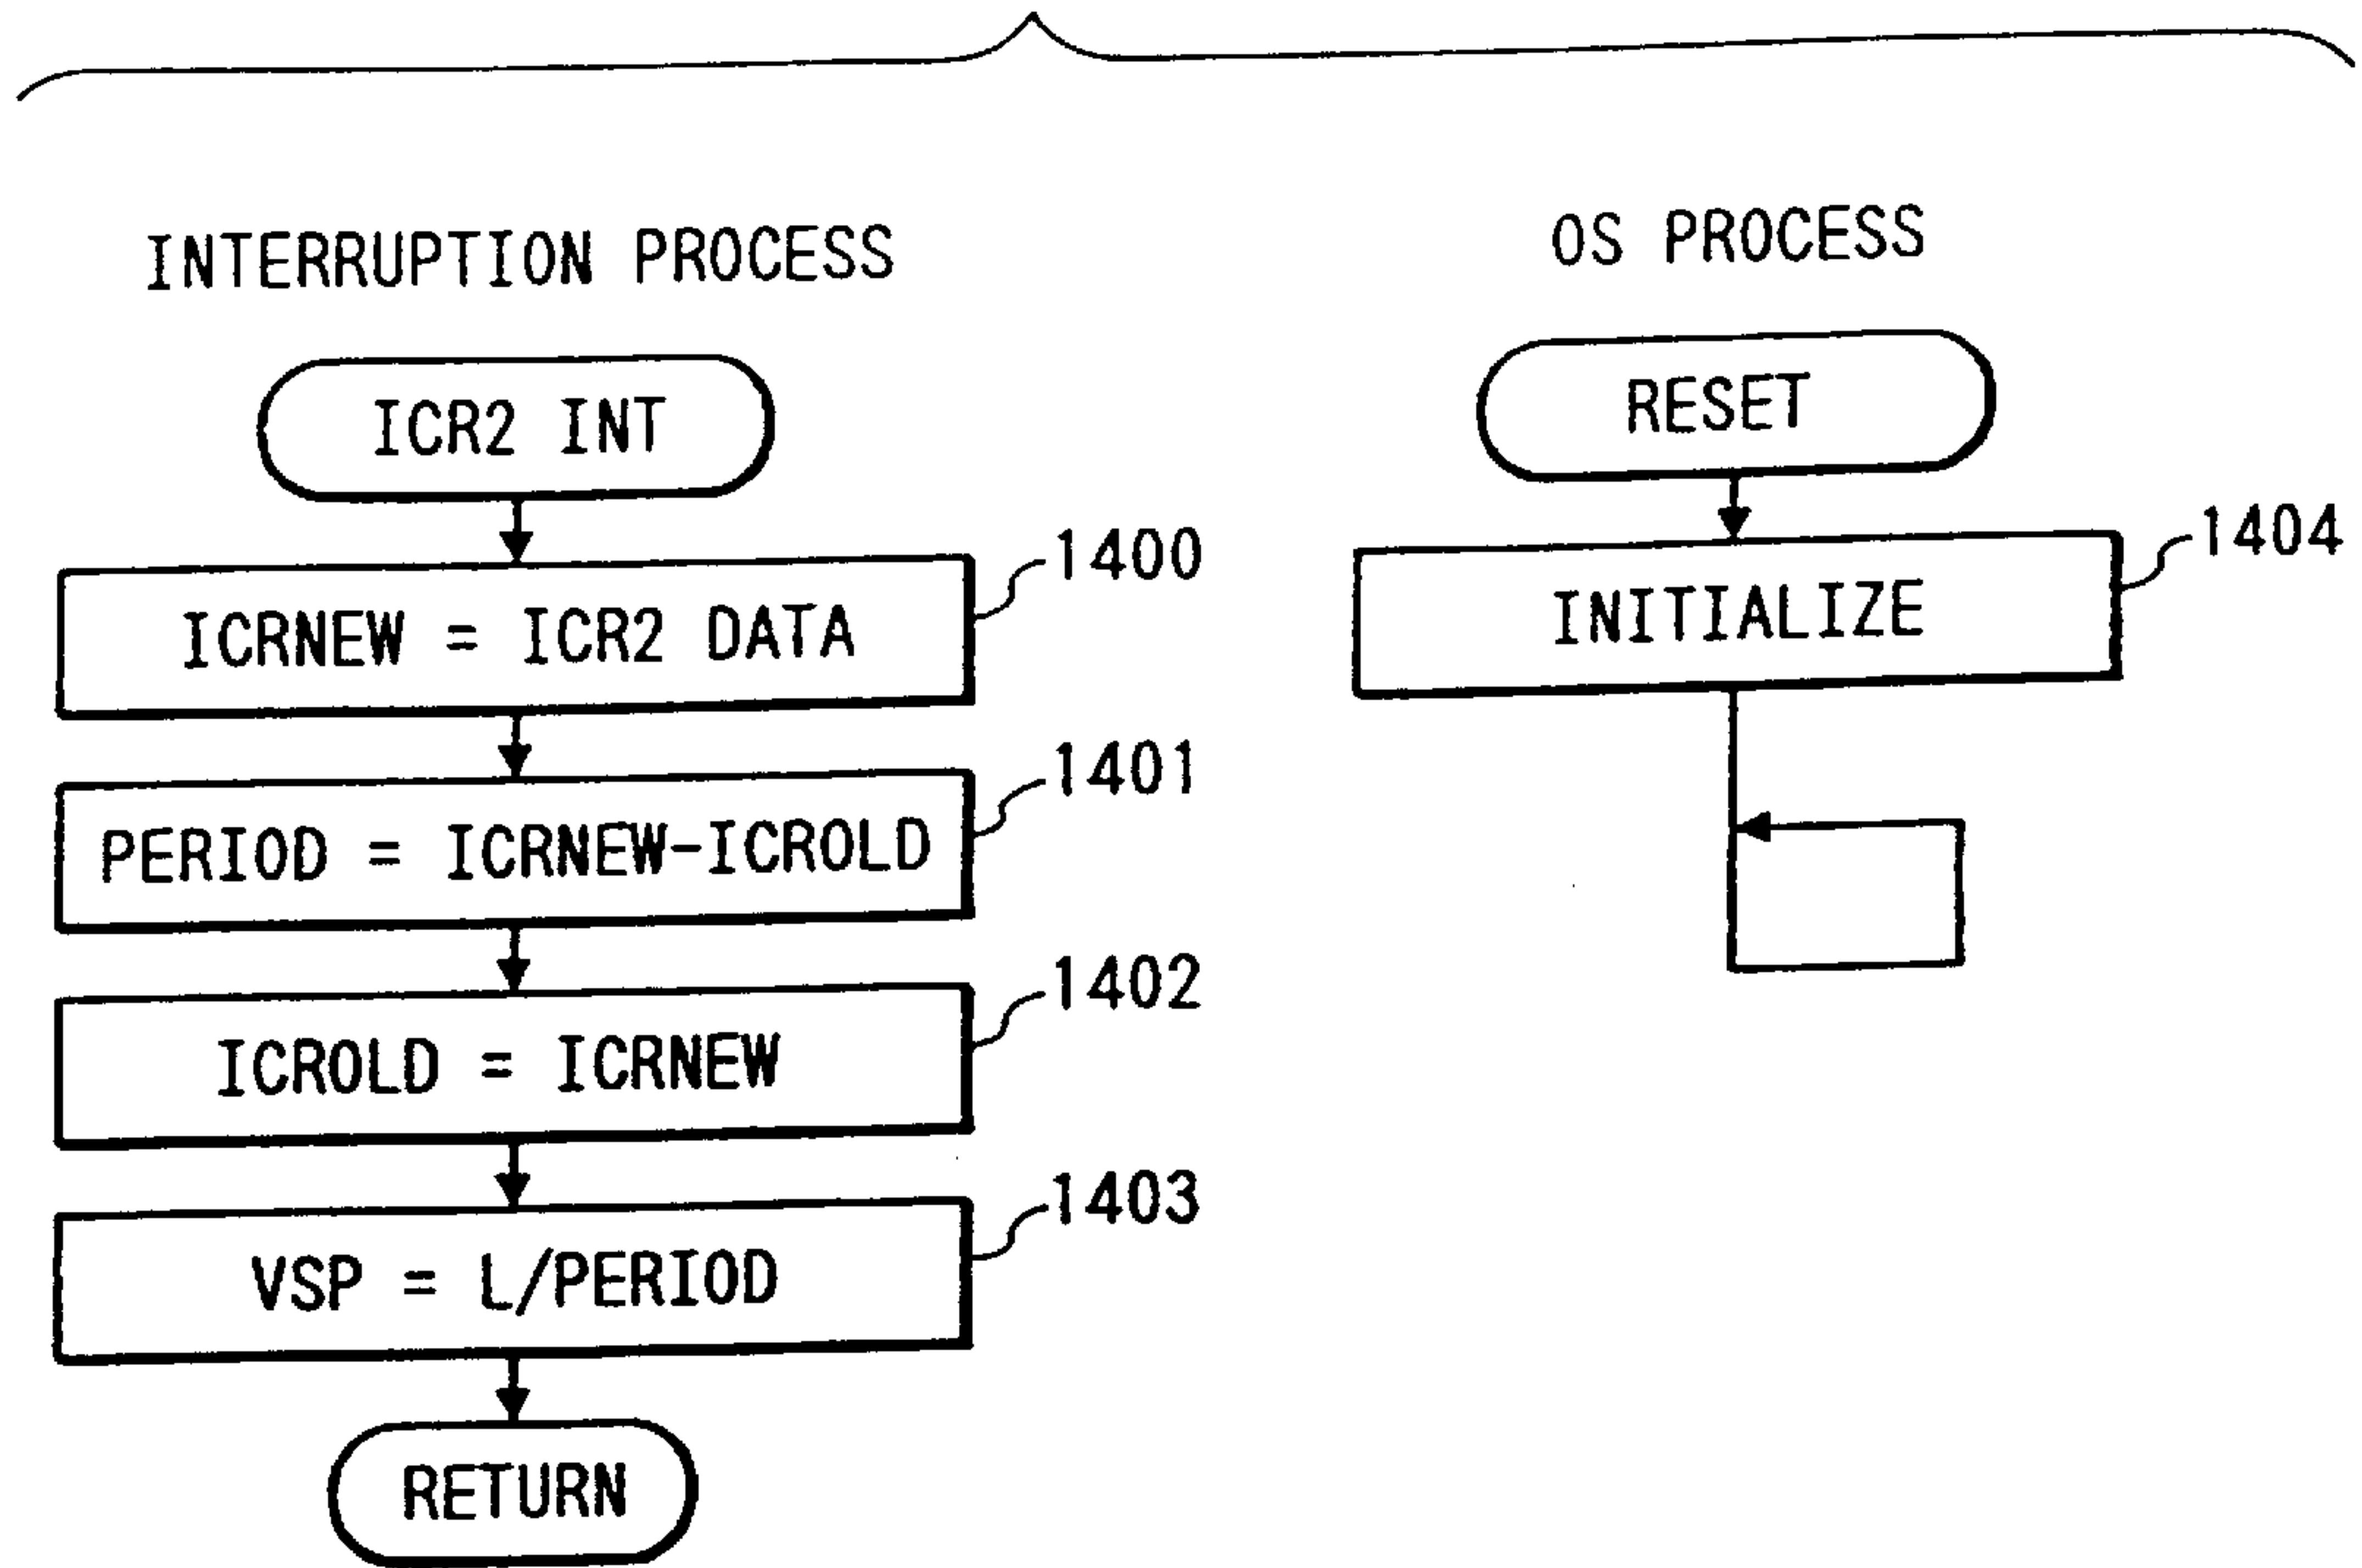 INTERRUPTION PROCESS
ICR2 INT
ICRNEW = ICR2 DATA
1400
PERIOD = ICRNEW-ICROLD
1401
ICROLD = ICRNEW
1402
VSP = L/PERIOD
1403
RETURN
OS PROCESS
RESET
INITIALIZE
1404